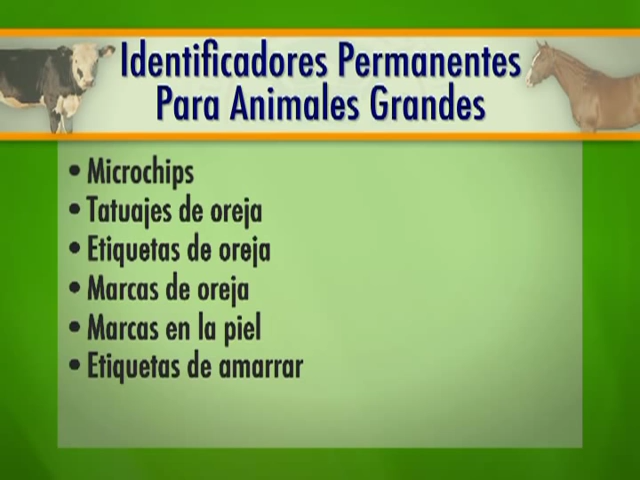 Identificadores Permanentes
Para Animales Grandes
• Microchips
• Tatuajes de oreja
• Etiquetas de oreja
• Marcas de oreja
• Marcas en la piel
• Etiquetas de amarrar